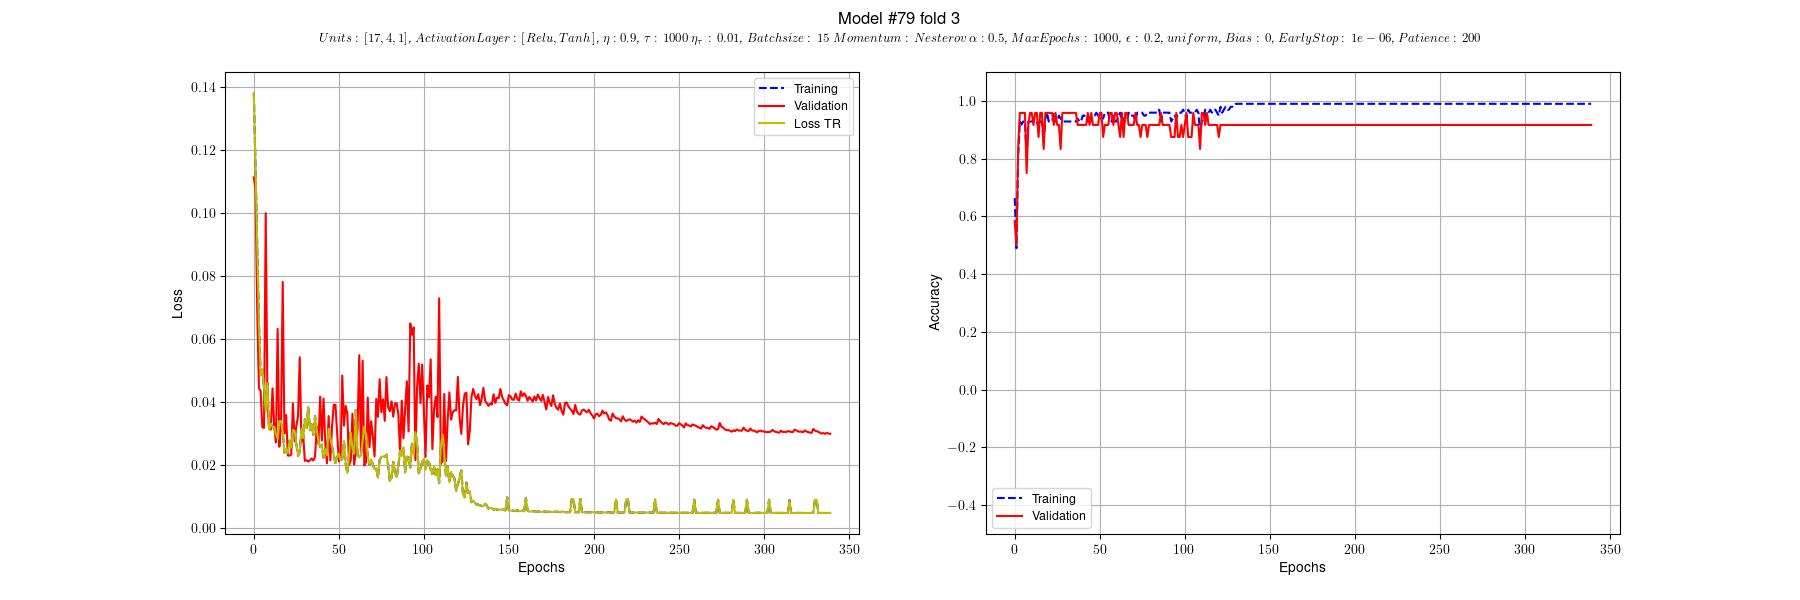 Model #79 fold 3
Units : [17, 4, 1], ActivationLayer : [Relu, Tanh], η : 0.9, τ : 1000 ητ : 0.01, Batchsize : 15 Momentum : Nesterov α : 0.5, MaxEpochs : 1000, ϵ : 0.2, uniform, Bias : 0, EarlyStop : 1e − 06, Patience : 200
Training
Validation
Loss TR
0.14
0.12
0.10
0.08
0.06
0.04
0.02
0.00
Loss
0 50 100 150 200 250 300 350
Epochs
1.0
0.8
0.6
0.4
0.2
0.0
−0.2
−0.4
Accuracy
Training
Validation
0 50 100 150 200 250 300 350
Epochs